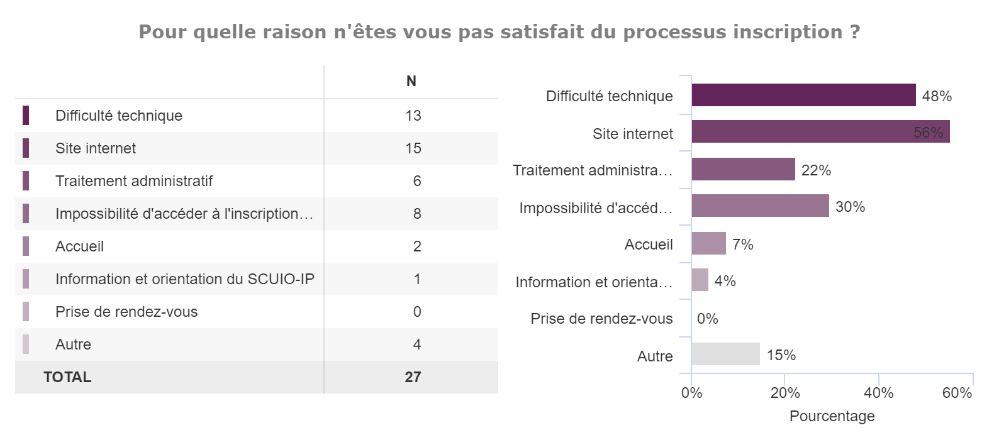 Pour quelle raison n'êtes vous pas satisfait du processus inscription ?
N
Difficulté technique 13
Site internet 15
Traitement administratif 6
Impossibilité d'accéder à l'inscription… 8
Accueil 2
Information et orientation du SCUIO-IP 1
Prise de rendez-vous 0
Autre 4
TOTAL 27
Difficulté technique 48%
Site internet 56%
Traitement administra… 22%
Impossibilité d'accéd… 30%
Accueil 7%
Information et orienta… 4%
Prise de rendez-vous 0%
Autre 15%
0% 20% 40% 60%
Pourcentage